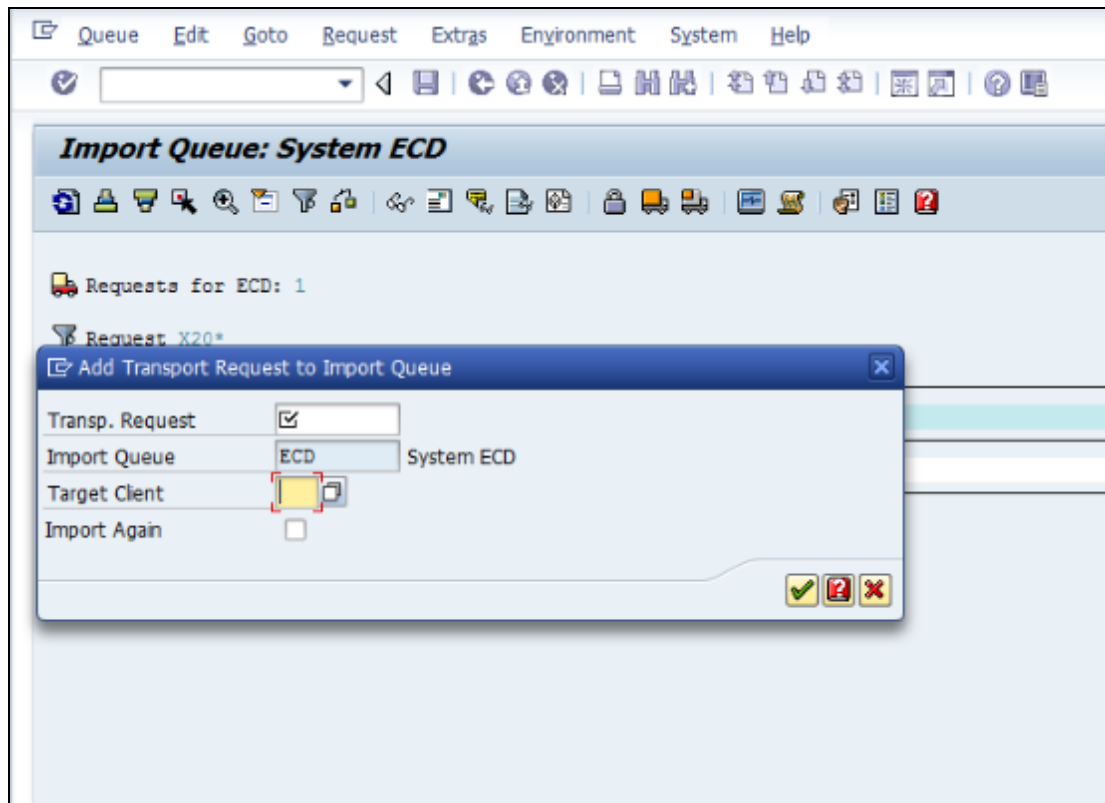 Queue Edit Goto Request Extras Environment System Help
Import Queue: System ECD
Requests for ECD: 1
Request X20*
Add Transport Request to Import Queue
Transp. Request
Import Queue ECD System ECD
Target Client
Import Again